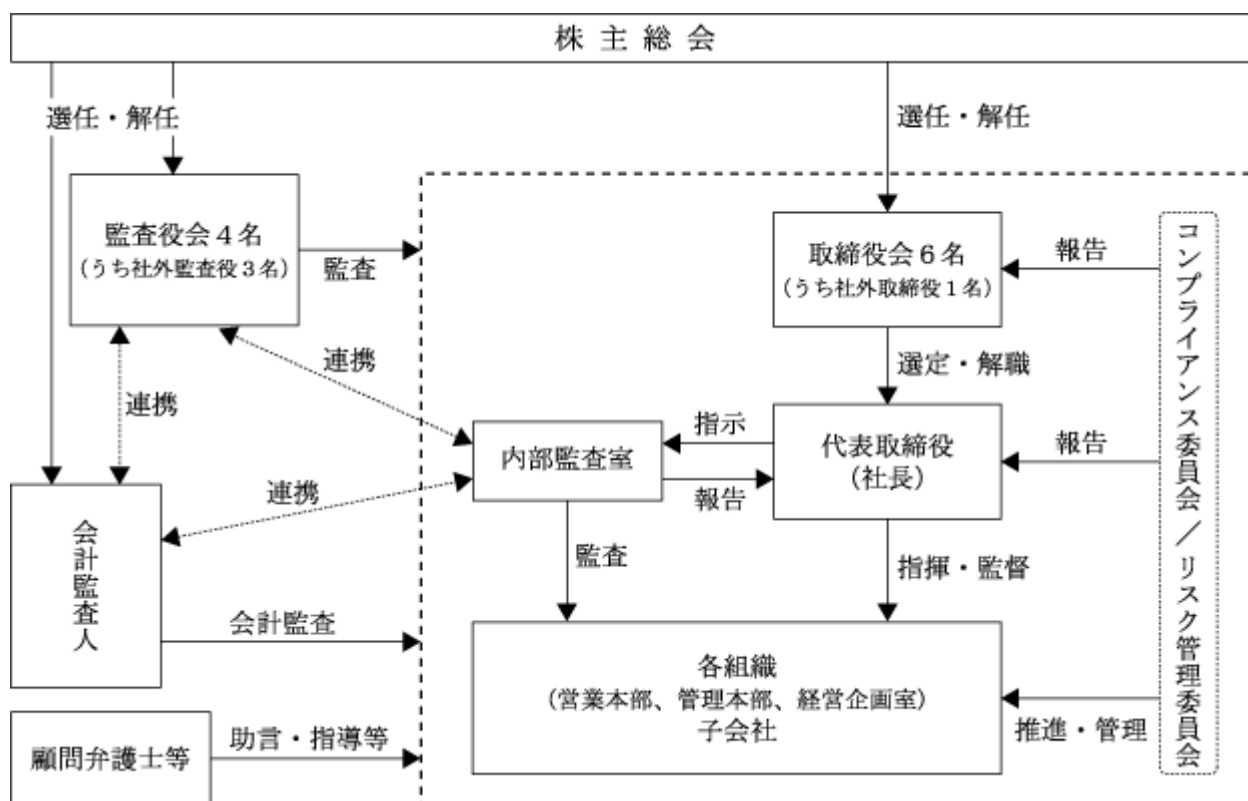 株主総会
選任・解任
選任・解任
監査役会4名
（うち社外監査役3名）
監査
取締役会6名
（うち社外取締役1名）
報告
コンプライアンス委員会／リスク管理委員会
連携
選定・解職
連携
指示
内部監査室
代表取締役
（社長）
報告
連携
報告
会計監査人
監査
指揮・監督
会計監査
各組織
（営業本部、管理本部、経営企画室）
子会社
推進・管理
顧問弁護士等
助言・指導等